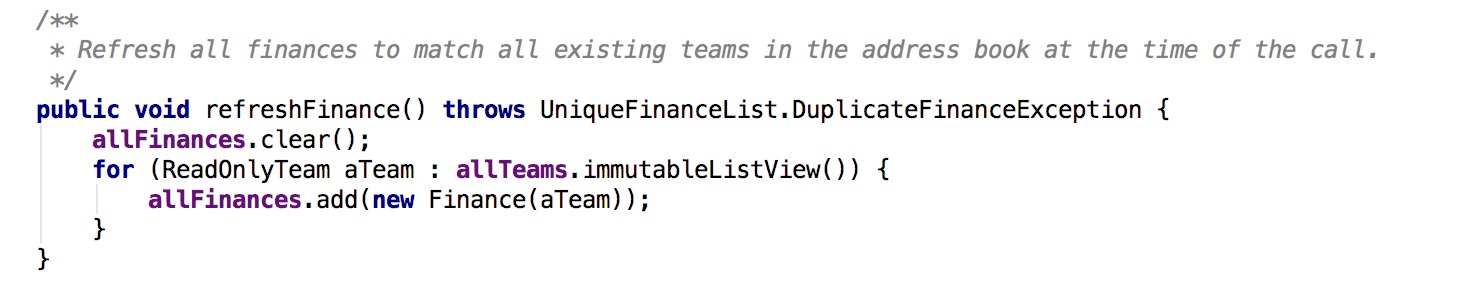 /**
 * Refresh all finances to match all existing teams in the address book at the time of the call.
 */
public void refreshFinance() throws UniqueFinanceList.DuplicateFinanceException {
    allFinances.clear();
    for (ReadOnlyTeam aTeam : allTeams.immutableListView()) {
        allFinances.add(new Finance(aTeam));
    }
}